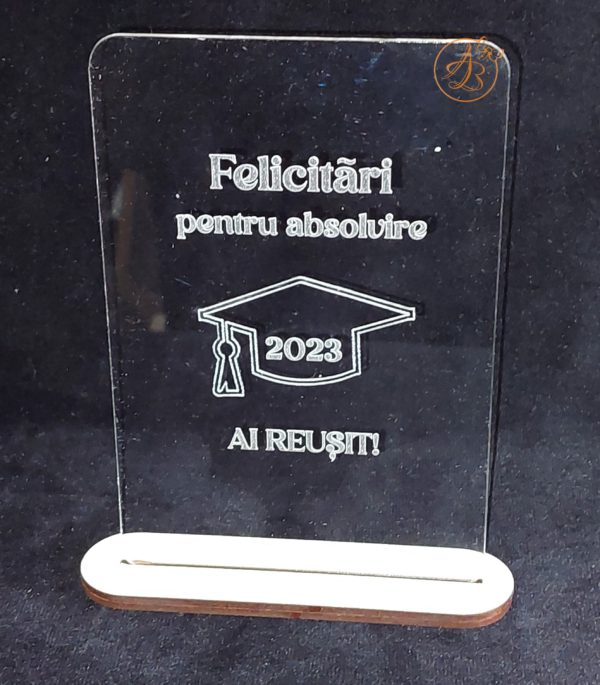 Felicitări
pentru absolvire
2023
AI REUȘIT!